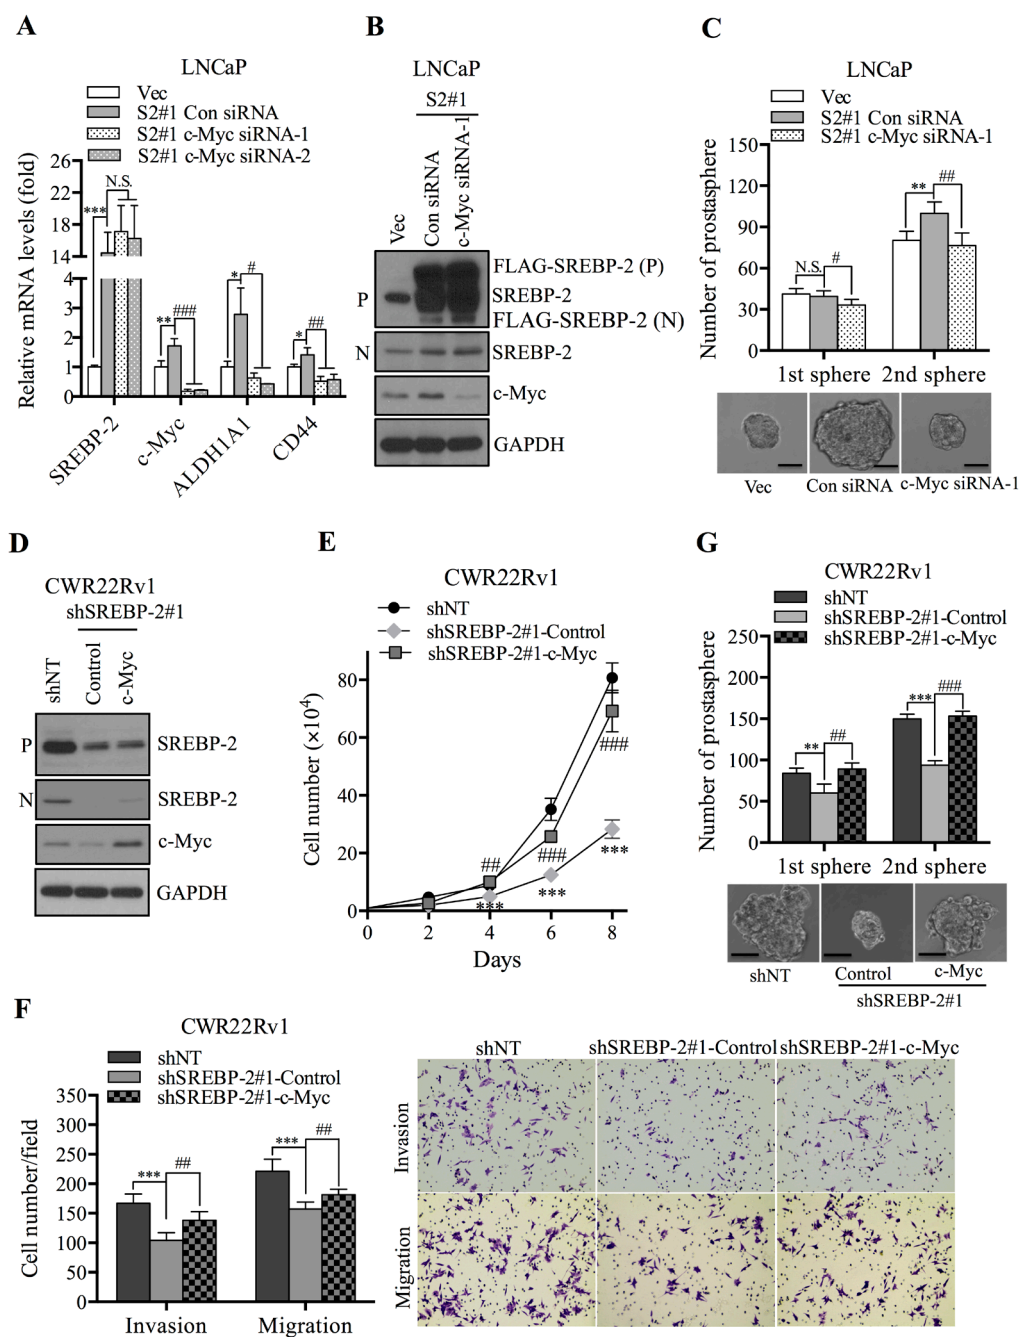 A
LNCaP
Vec
S2#1 Con siRNA
S2#1 c-Myc siRNA-1
S2#1 c-Myc siRNA-2
Relative mRNA levels (fold)
26
22
18
14
4
3
2
1
0
***
N.S.
**
###
*
#
*
##
SREBP-2
c-Myc
ALDH1A1
CD44
B
LNCaP
S2#1
Vec
Con siRNA
c-Myc siRNA-1
P
FLAG-SREBP-2 (P)
SREBP-2
FLAG-SREBP-2 (N)
N
SREBP-2
c-Myc
GAPDH
C
LNCaP
Vec
S2#1 Con siRNA
S2#1 c-Myc siRNA-1
Number of prostasphere
150
120
90
60
30
0
N.S.
#
**
##
1st sphere
2nd sphere
Vec
Con siRNA
c-Myc siRNA-1
D
CWR22Rv1
shSREBP-2#1
shNT
Control
c-Myc
P
SREBP-2
N
SREBP-2
c-Myc
GAPDH
E
CWR22Rv1
shNT
shSREBP-2#1-Control
shSREBP-2#1-c-Myc
Cell number (×10⁴)
80
60
40
20
0
##
***
###
***
###
***
0
2
4
6
8
Days
G
CWR22Rv1
shNT
shSREBP-2#1-Control
shSREBP-2#1-c-Myc
Number of prostasphere
250
200
150
100
50
0
**
##
***
###
1st sphere
2nd sphere
shNT
Control
c-Myc
shSREBP-2#1
F
CWR22Rv1
shNT
shSREBP-2#1-Control
shSREBP-2#1-c-Myc
Cell number/field
350
300
250
200
150
100
50
0
***
##
***
##
Invasion
Migration
shNT
shSREBP-2#1-Control
shSREBP-2#1-c-Myc
Invasion
Migration